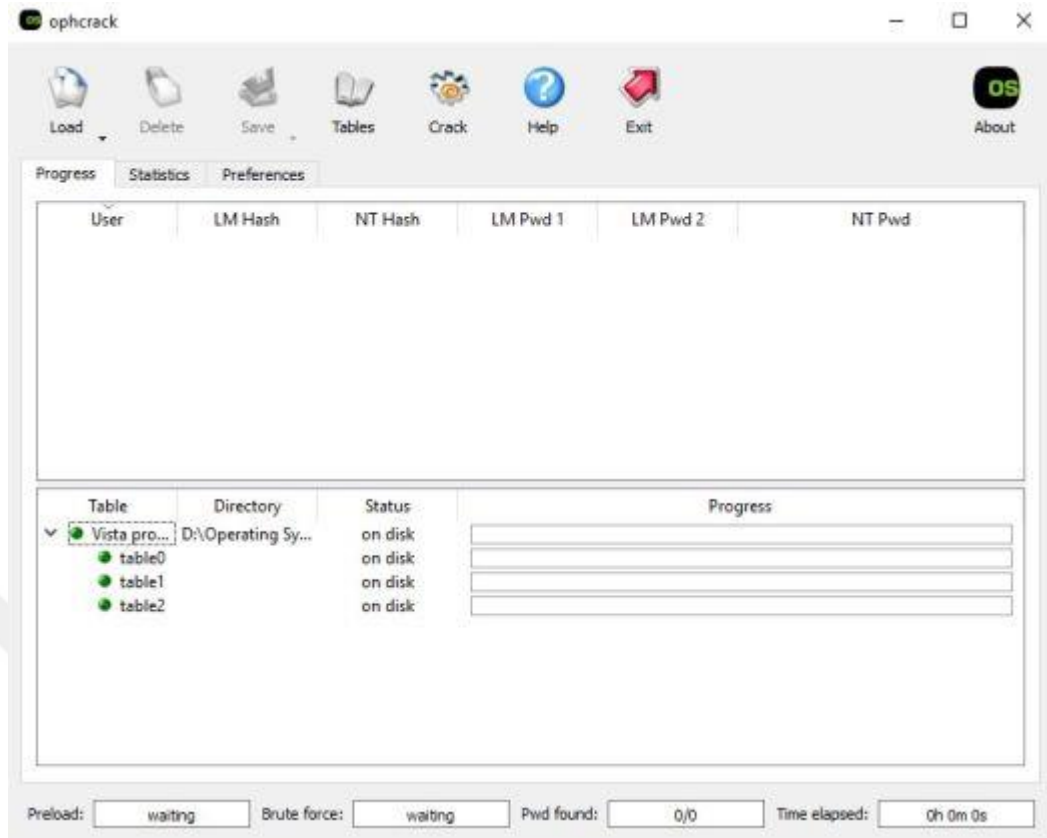 OS ophcrack
Load Delete Save Tables Crack Help Exit OS About
Progress Statistics Preferences
User LM Hash NT Hash LM Pwd 1 LM Pwd 2 NT Pwd
Table Directory Status Progress
Vista pro... D:\Operating Sy... on disk
table0 on disk
table1 on disk
table2 on disk
Preload: waiting Brute force: waiting Pwd found: 0/0 Time elapsed: 0h 0m 0s